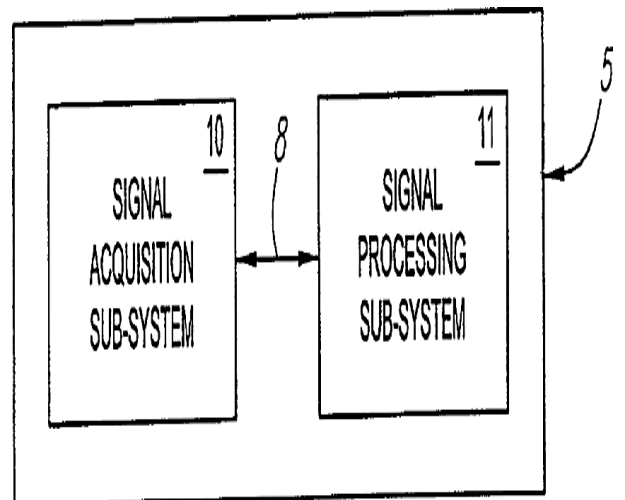 5
10
8
11
SIGNAL
ACQUISITION
SUB-SYSTEM
SIGNAL
PROCESSING
SUB-SYSTEM